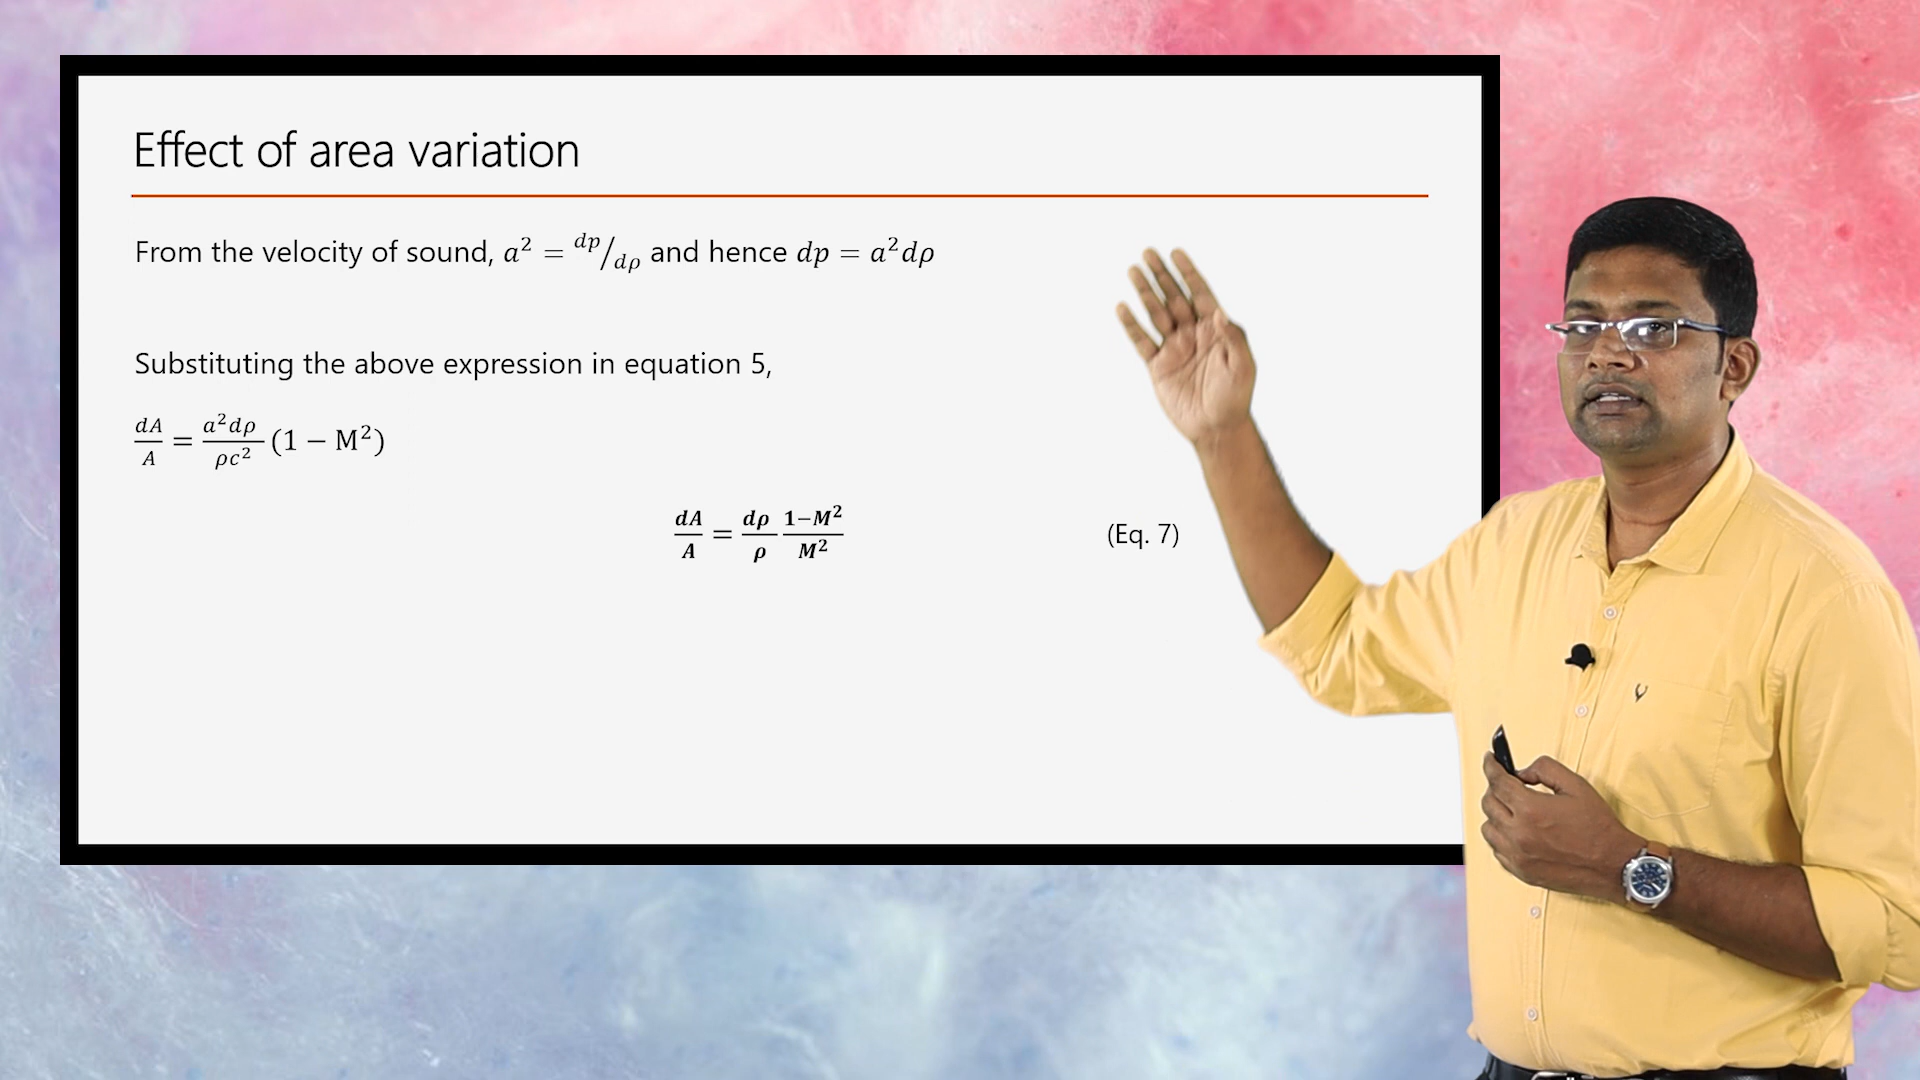 Effect of area variation
From the velocity of sound, a² = dp/dρ and hence dp = a²dρ
Substituting the above expression in equation 5,
dA/A = a²dρ/ρc² (1 − M²)
dA/A = dρ/ρ 1−M²/M² (Eq. 7)